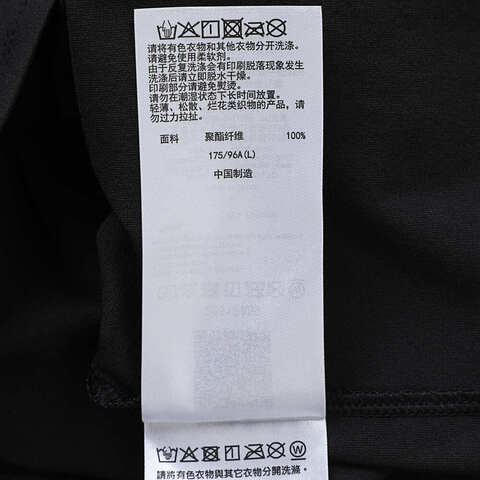 请将有色衣物和其他衣物分开洗涤。
请避免使用柔软剂。
由于反复洗涤会有印刷脱落现象发生
洗涤后请立即脱水干燥。
印刷部分请避免熨烫。
请勿在潮湿状态下长时间放置。
轻薄、松散、烂花类织物的产品，请
勿过力拉扯。
面料 聚酯纤维 100%
175/96A(L)
中国制造
W
請將有色衣物與其它衣物分開洗滌。